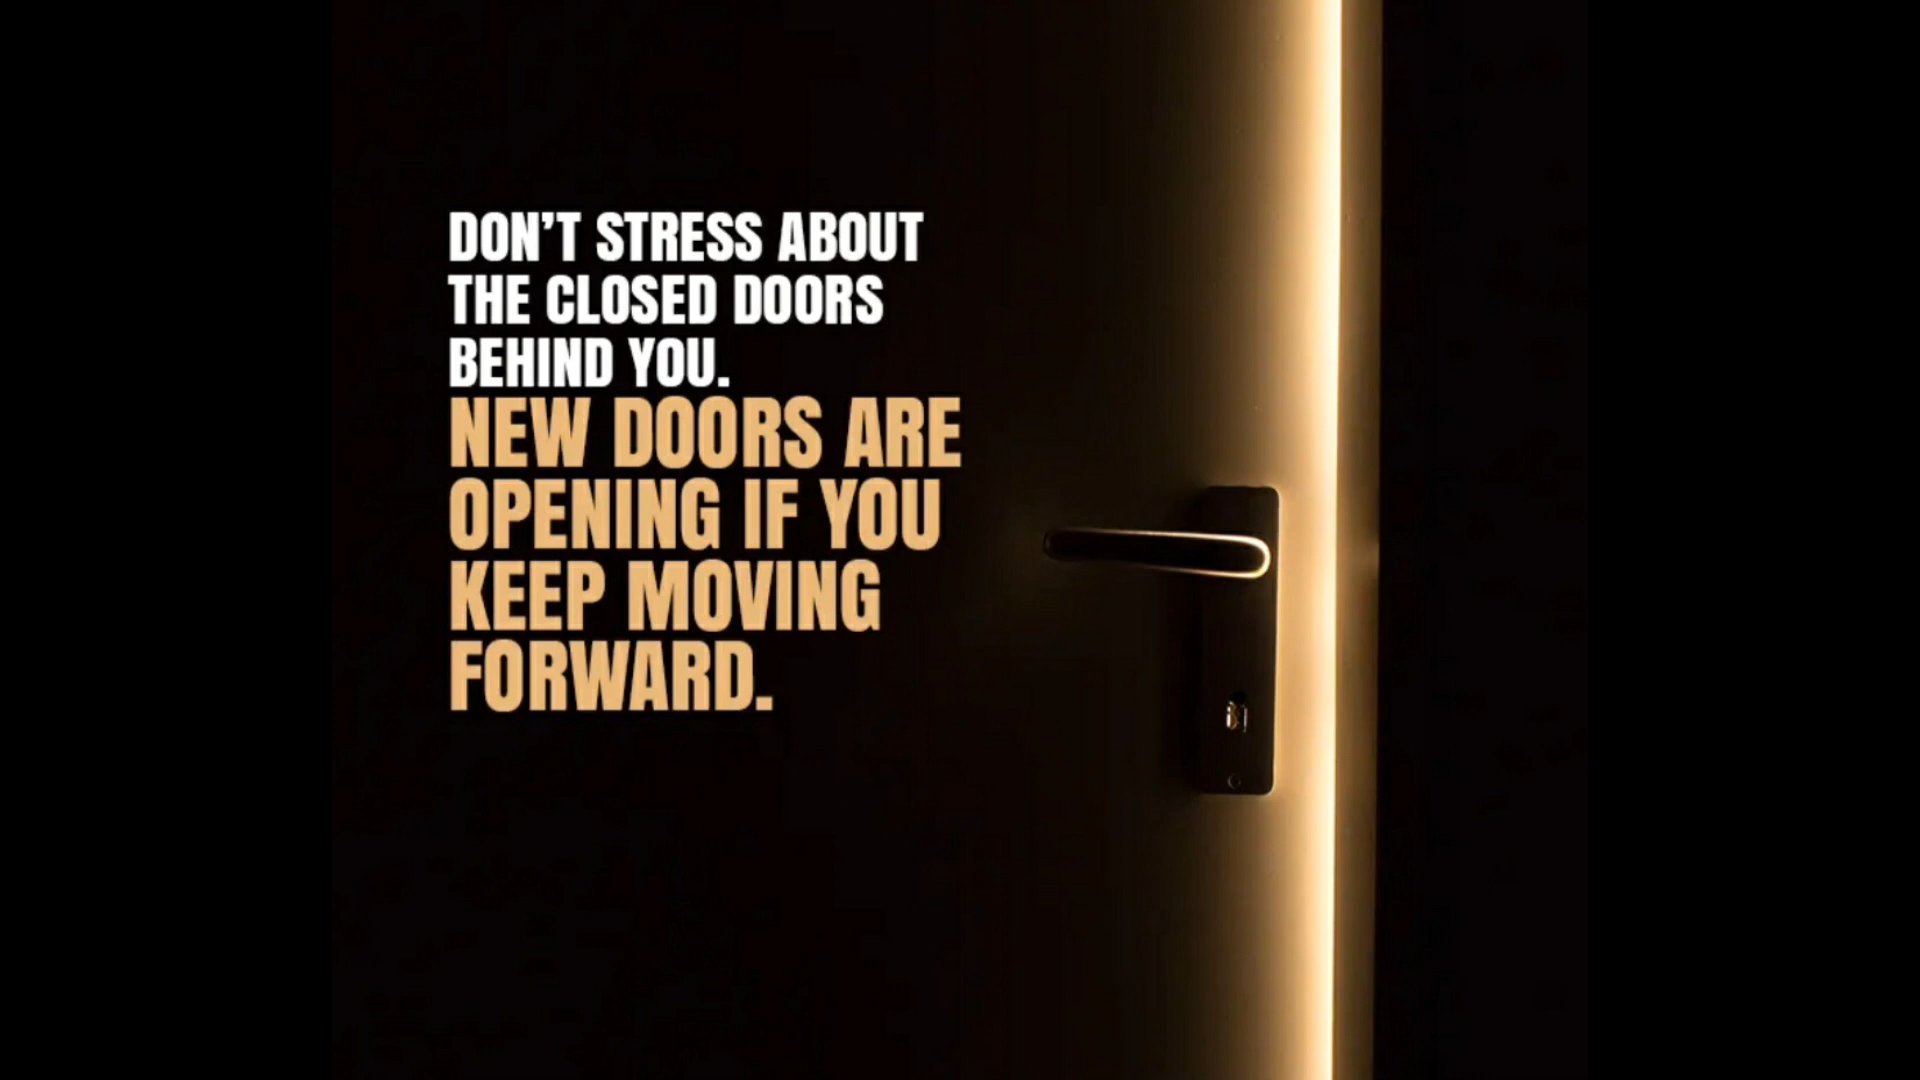 DON’T STRESS ABOUT
THE CLOSED DOORS
BEHIND YOU.
NEW DOORS ARE
OPENING IF YOU
KEEP MOVING
FORWARD.